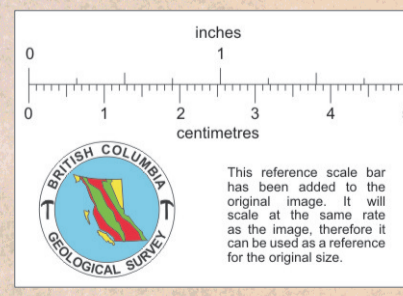 inches
0 1
0 1 2 3 4
centimetres
BRITISH COLUMBIA
GEOLOGICAL SURVEY
This reference scale bar
has been added to the
original image. It will
scale at the same rate
as the image, therefore it
can be used as a reference
for the original size.